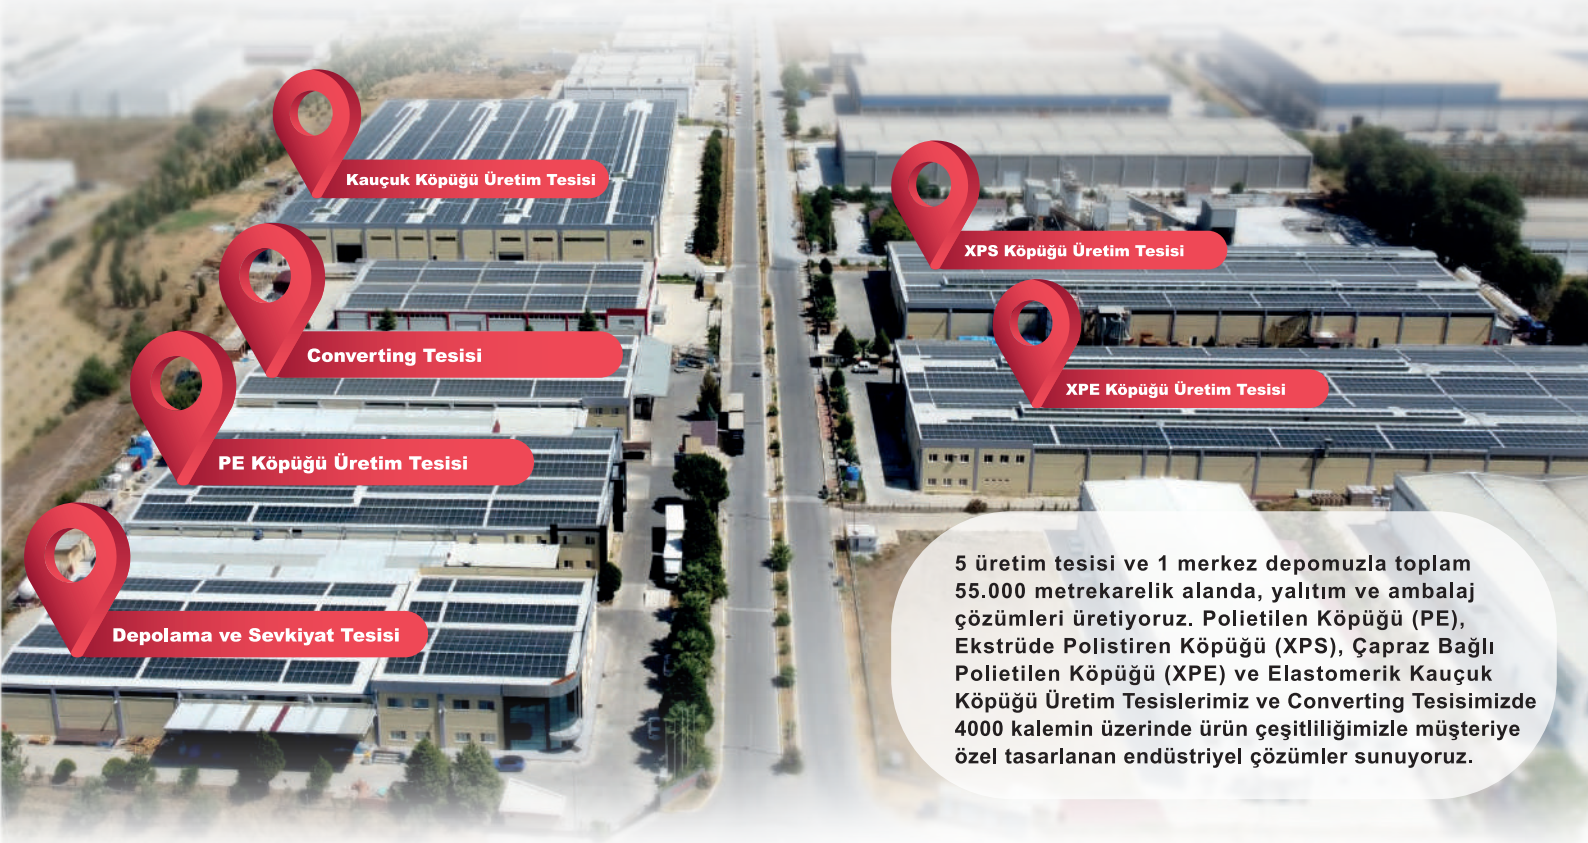 Kauçuk Köpüğü Üretim Tesisi
XPS Köpüğü Üretim Tesisi
Converting Tesisi
XPE Köpüğü Üretim Tesisi
PE Köpüğü Üretim Tesisi
Depolama ve Sevkiyat Tesisi
5 üretim tesisi ve 1 merkez depomuzla toplam
55.000 metrekarelik alanda, yalıtım ve ambalaj
çözümleri üretiyoruz. Polietilen Köpüğü (PE),
Ekstrüde Polistiren Köpüğü (XPS), Çapraz Bağlı
Polietilen Köpüğü (XPE) ve Elastomerik Kauçuk
Köpüğü Üretim Tesislerimiz ve Converting Tesisimizde
4000 kalemin üzerinde ürün çeşitliliğimizle müşteriye
özel tasarlanan endüstriyel çözümler sunuyoruz.